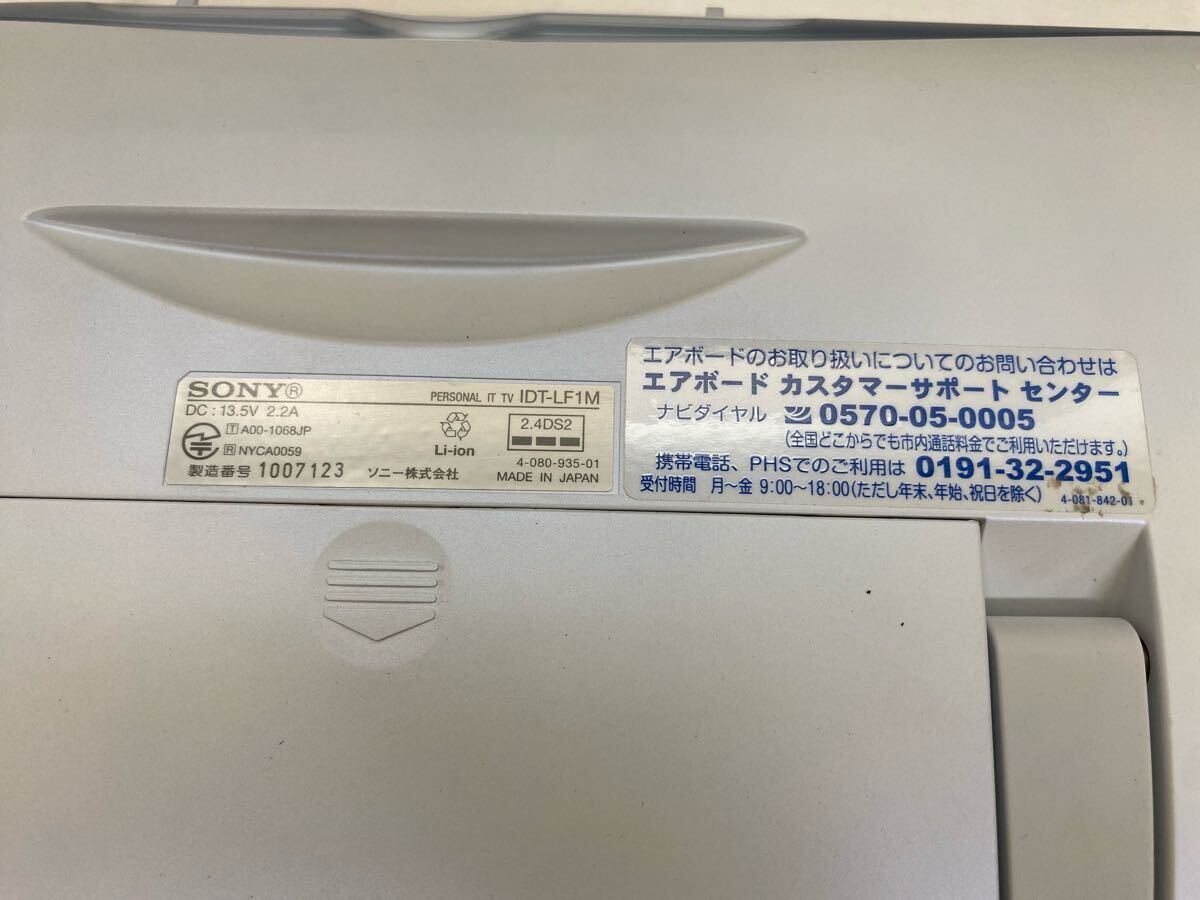 SONY®
PERSONAL IT TV IDT-LF1M
DC : 13.5V 2.2A
T A00-1068JP
R NYCA0059
Li-ion
2.4DS2
4-080-935-01
製造番号 1007123 ソニー株式会社 MADE IN JAPAN
エアボードのお取り扱いについてのお問い合わせは
エアボード カスタマーサポート センター
ナビダイヤル 0570-05-0005
(全国どこからでも市内通話料金でご利用いただけます。)
携帯電話、PHSでのご利用は 0191-32-2951
受付時間 月〜金 9:00〜18:00(ただし年末、年始、祝日を除く)
4-081-842-01